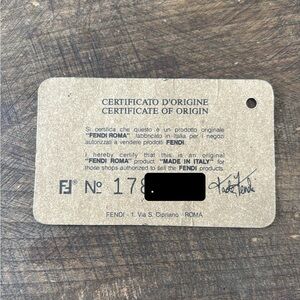 CERTIFICATO D'ORIGINE
CERTIFICATE OF ORIGIN
Si certifica che questo è un prodotto originale
"FENDI ROMA", fabbricato in Italia per i negozi
autorizzati a vendere prodotti FENDI.
I hereby certify that this is an original
"FENDI ROMA" product "MADE IN ITALY" for
those shops authorized to sell the FENDI products.
FF® Nº 178
FENDI - 1, Via S. Cipriano - ROMA